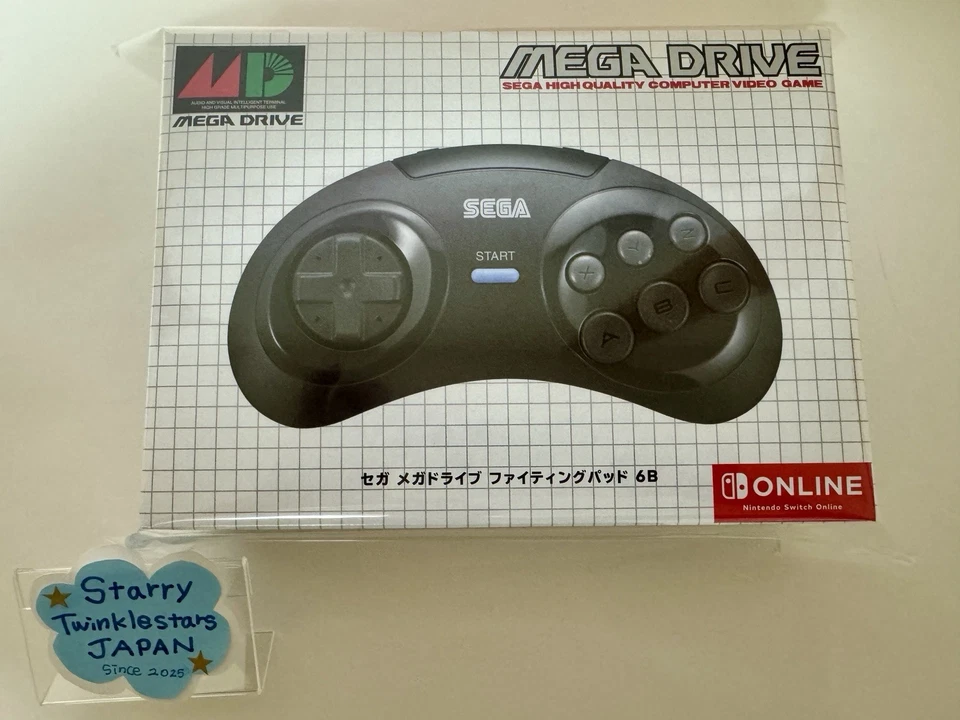 MD
AUDIO AND VISUAL INTELLIGENT TERMINAL
HIGH GRADE MULTIPURPOSE USE
MEGA DRIVE
MEGA DRIVE
SEGA HIGH QUALITY COMPUTER VIDEO GAME
SEGA
START
X
Y
Z
A
B
C
セガ メガドライブ ファイティングパッド 6B
ONLINE
Nintendo Switch Online
Starry
Twinklestars
JAPAN
Since 2025